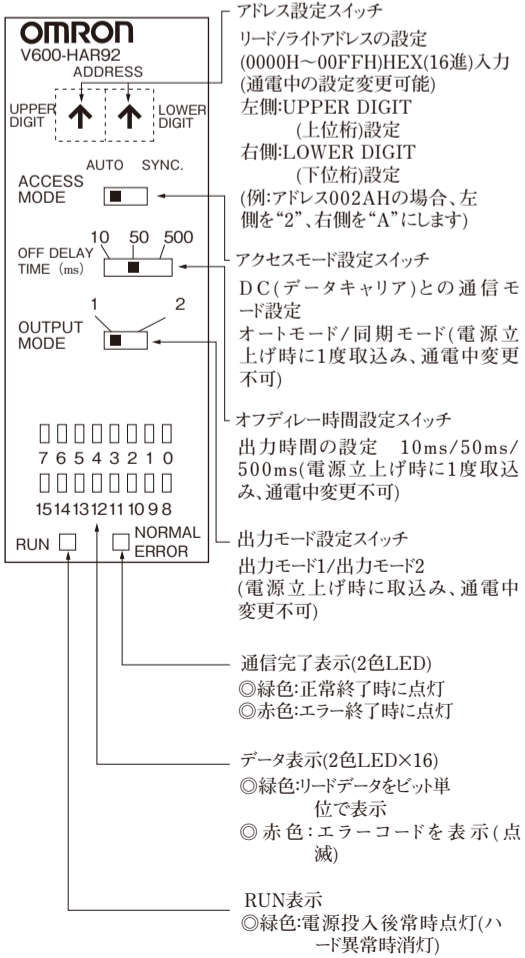 OMRON
V600-HAR92
ADDRESS
UPPER
DIGIT
LOWER
DIGIT
AUTO SYNC.
ACCESS
MODE
10 50 500
OFF DELAY
TIME (ms)
1 2
OUTPUT
MODE
7 6 5 4 3 2 1 0
15 14 13 12 11 10 9 8
RUN
NORMAL
ERROR
アドレス設定スイッチ
リード/ライトアドレスの設定
(0000H～00FFH)HEX(16進)入力
(通電中の設定変更可能)
左側:UPPER DIGIT
(上位桁)設定
右側:LOWER DIGIT
(下位桁)設定
(例:アドレス002AHの場合、左
側を“2”、右側を“A”にします)
アクセスモード設定スイッチ
DC(データキャリア)との通信モ
ード設定
オートモード/同期モード(電源立
上げ時に1度取込み、通電中変更
不可)
オフディレー時間設定スイッチ
出力時間の設定 10ms/50ms/
500ms(電源立上げ時に1度取込
み、通電中変更不可)
出力モード設定スイッチ
出力モード1/出力モード2
(電源立上げ時に取込み、通電中
変更不可)
通信完了表示(2色LED)
◎緑色:正常終了時に点灯
◎赤色:エラー終了時に点灯
データ表示(2色LED×16)
◎緑色:リードデータをビット単
位で表示
◎赤色:エラーコードを表示(点
滅)
RUN表示
◎緑色:電源投入後常時点灯(ハ
ード異常時消灯)